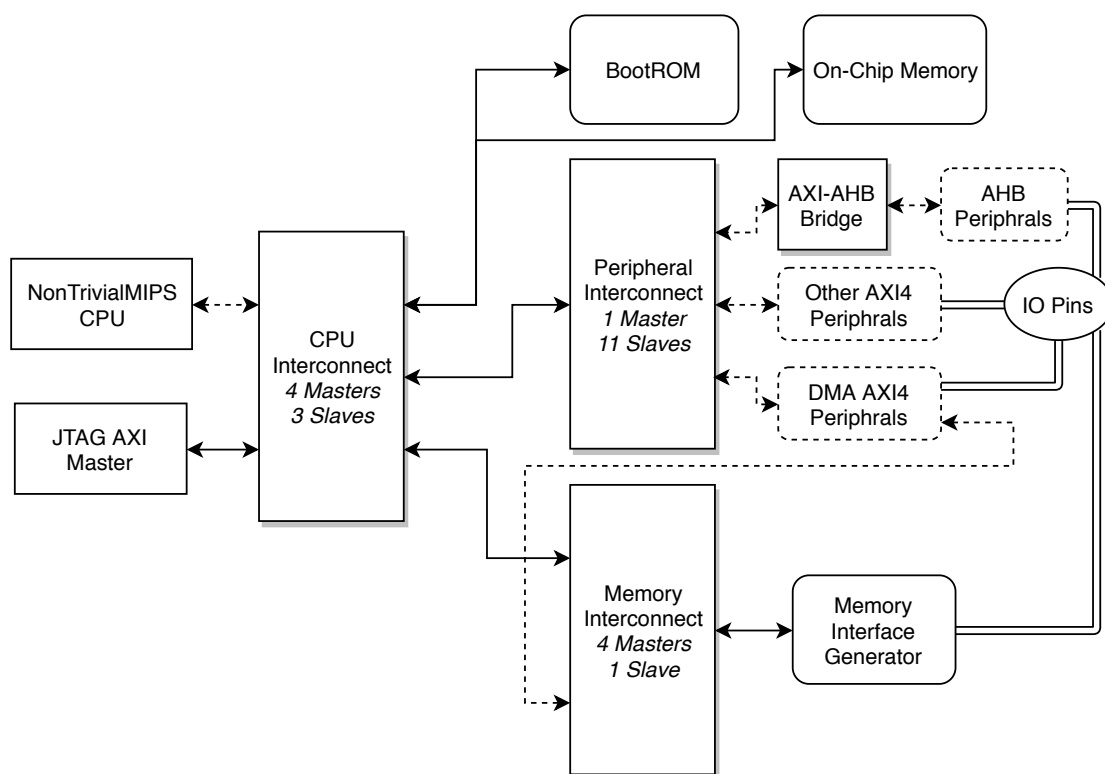 BootROM
On-Chip Memory
AXI-AHB
Bridge
AHB
Periphrals
NonTrivialMIPS
CPU
CPU
Interconnect
4 Masters
3 Slaves
Peripheral
Interconnect
1 Master
11 Slaves
Other AXI4
Periphrals
IO Pins
DMA AXI4
Periphrals
JTAG AXI
Master
Memory
Interconnect
4 Masters
1 Slave
Memory
Interface
Generator